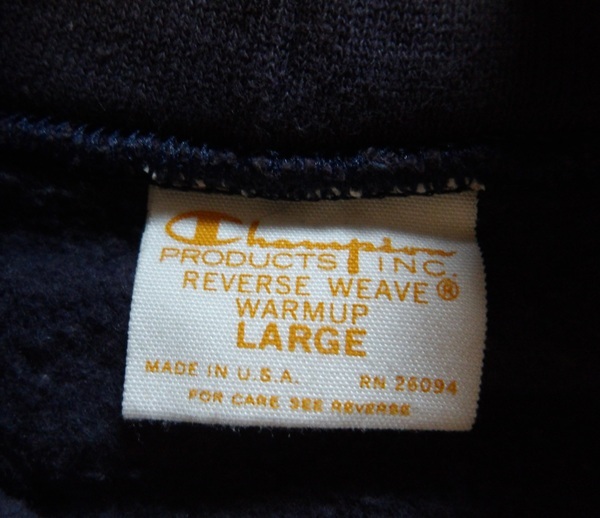 Champion
PRODUCTS INC.
REVERSE WEAVE ®
WARMUP
LARGE
MADE IN U.S.A. RN 26094
FOR CARE SEE REVERSE